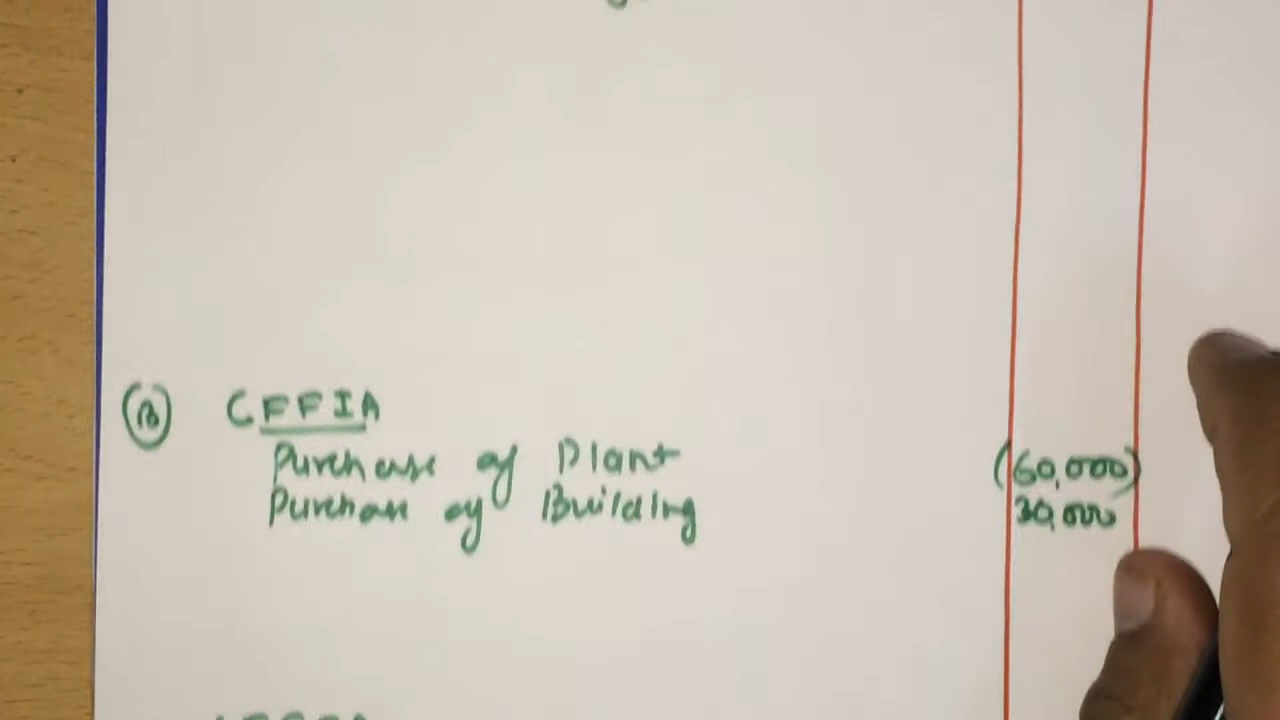 (B) CFFIA
Purchase of Plant (60,000)
Purchase of Building 30,000